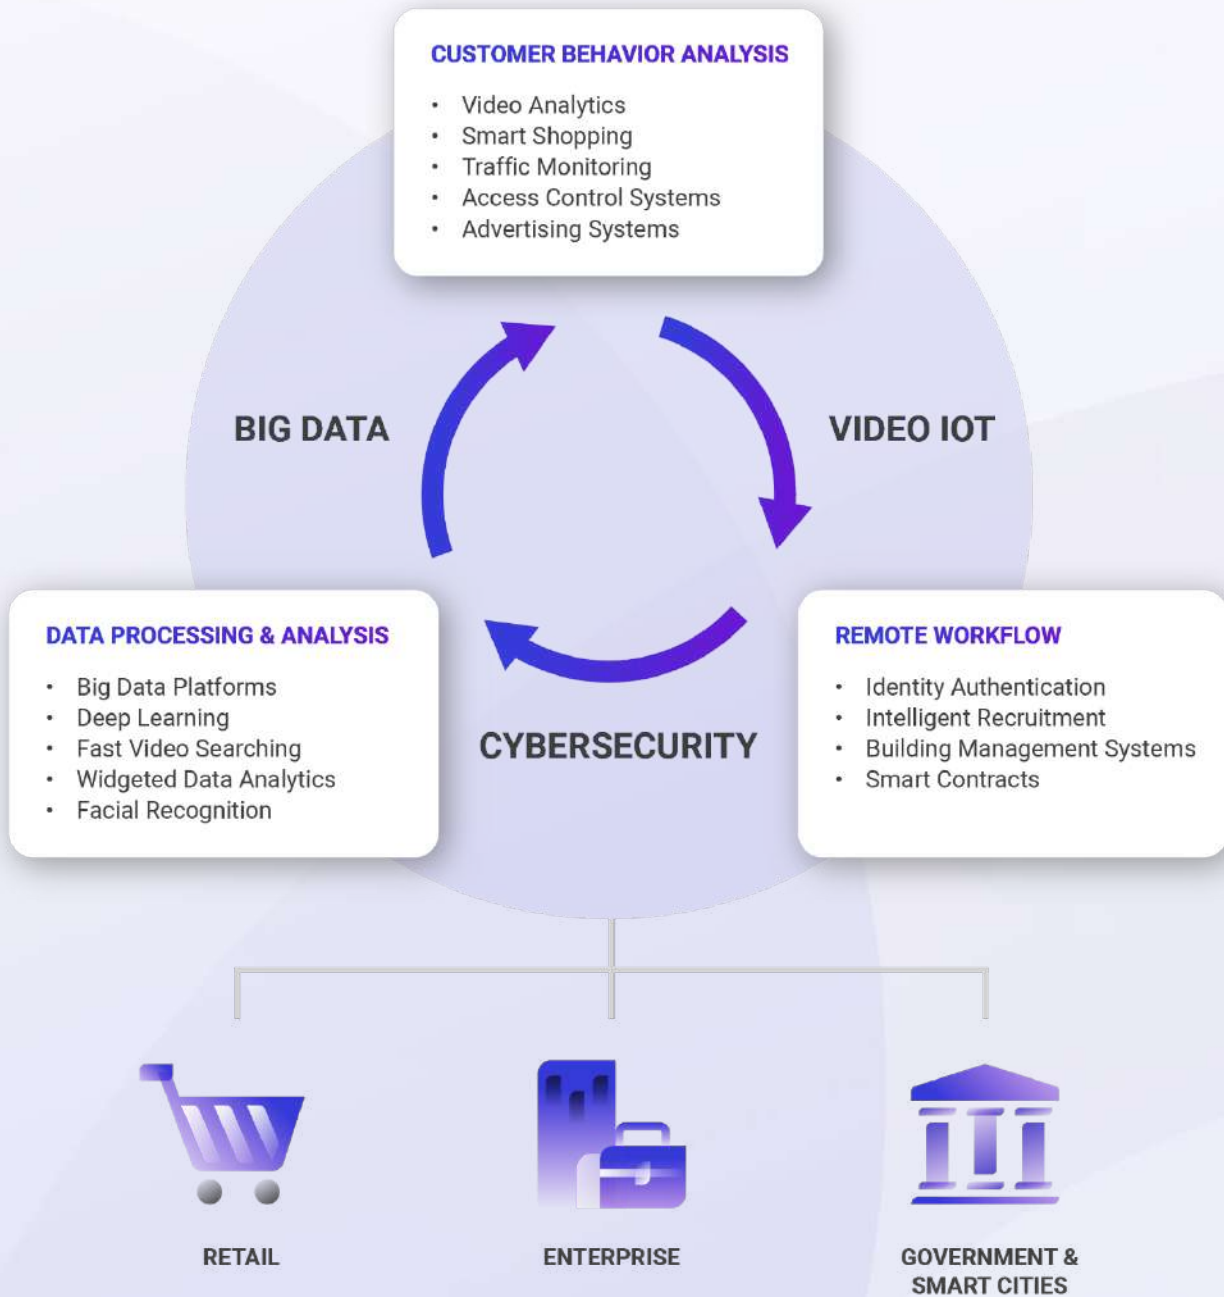 CUSTOMER BEHAVIOR ANALYSIS
• Video Analytics
• Smart Shopping
• Traffic Monitoring
• Access Control Systems
• Advertising Systems
BIG DATA
VIDEO IOT
DATA PROCESSING & ANALYSIS
• Big Data Platforms
• Deep Learning
• Fast Video Searching
• Widgeted Data Analytics
• Facial Recognition
REMOTE WORKFLOW
• Identity Authentication
• Intelligent Recruitment
• Building Management Systems
• Smart Contracts
CYBERSECURITY
RETAIL
ENTERPRISE
GOVERNMENT &
SMART CITIES